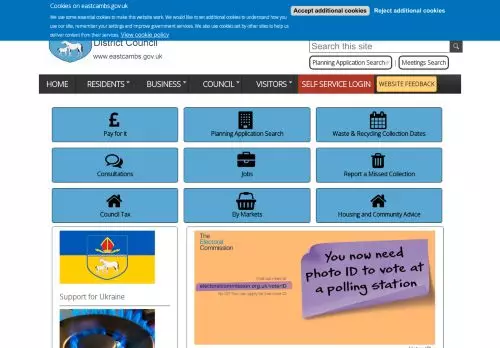 Cookies on eastcambs.gov.uk
We use some essential cookies to make this website work. We would like to set additional cookies to understand how you
use our site, remember your settings and improve government services. We also use cookies set by other sites to help us
deliver content from their services. View cookies
Accept additional cookies
Reject additional cookies
District Council
www.eastcambs.gov.uk
Search this site
Planning Application Search
|
Meetings Search
HOME
RESIDENTS
BUSINESS
COUNCIL
VISITORS
SELF SERVICE LOGIN
WEBSITE FEEDBACK
Pay for it
Planning Application Search
Waste & Recycling Collection Dates
Consultations
Jobs
Report a Missed Collection
Council Tax
Ely Markets
Housing and Community Advice
Support for Ukraine
The
Electoral
Commission
electoralcommission.org.uk/voterID
You now need
photo ID to vote at
a polling station
Voter ID